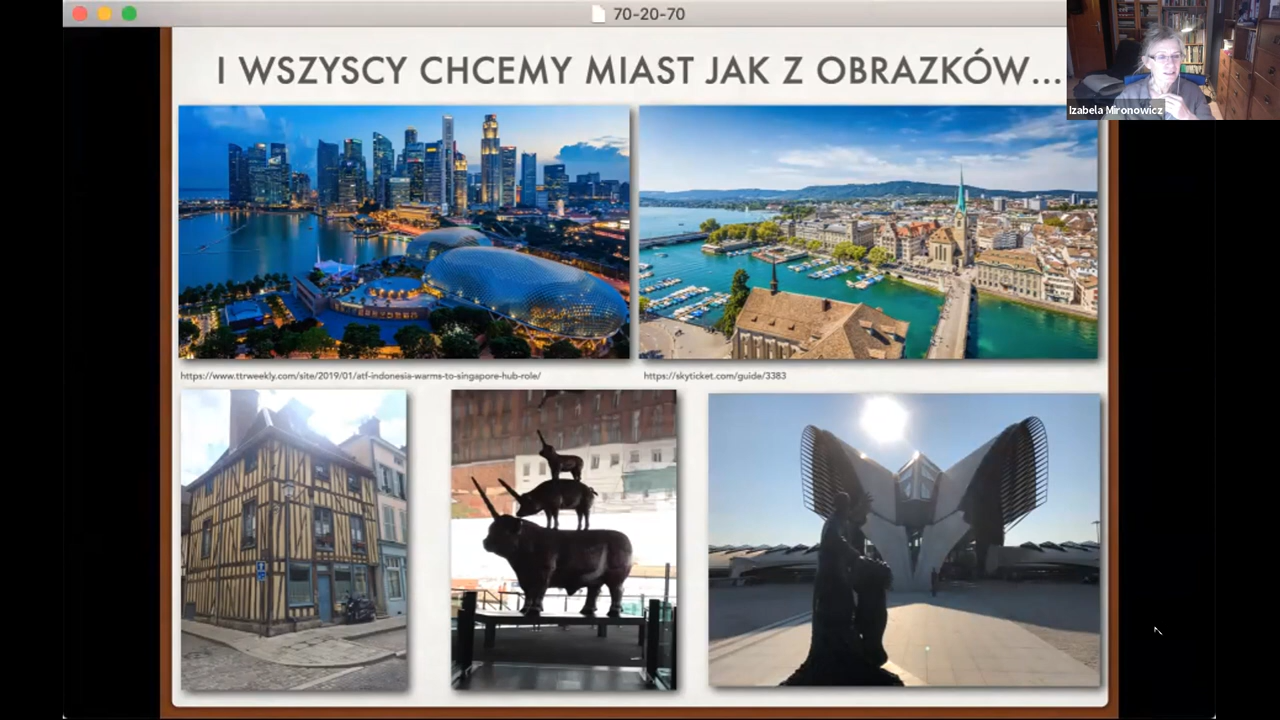 70-20-70
I WSZYSCY CHCEMY MIAST JAK Z OBRAZKÓW...
Izabela Mironowicz
https://www.ttrweekly.com/site/2019/01/atf-indonesia-warms-to-singapore-hub-role/
https://skyticket.com/guide/3383